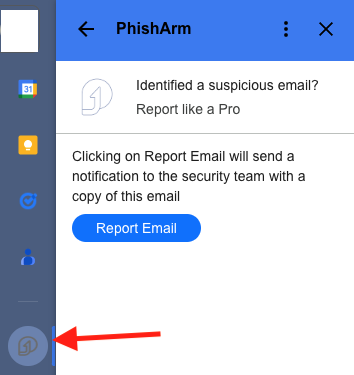 PhishArm
Identified a suspicious email?
Report like a Pro
Clicking on Report Email will send a
notification to the security team with a
copy of this email
Report Email
31